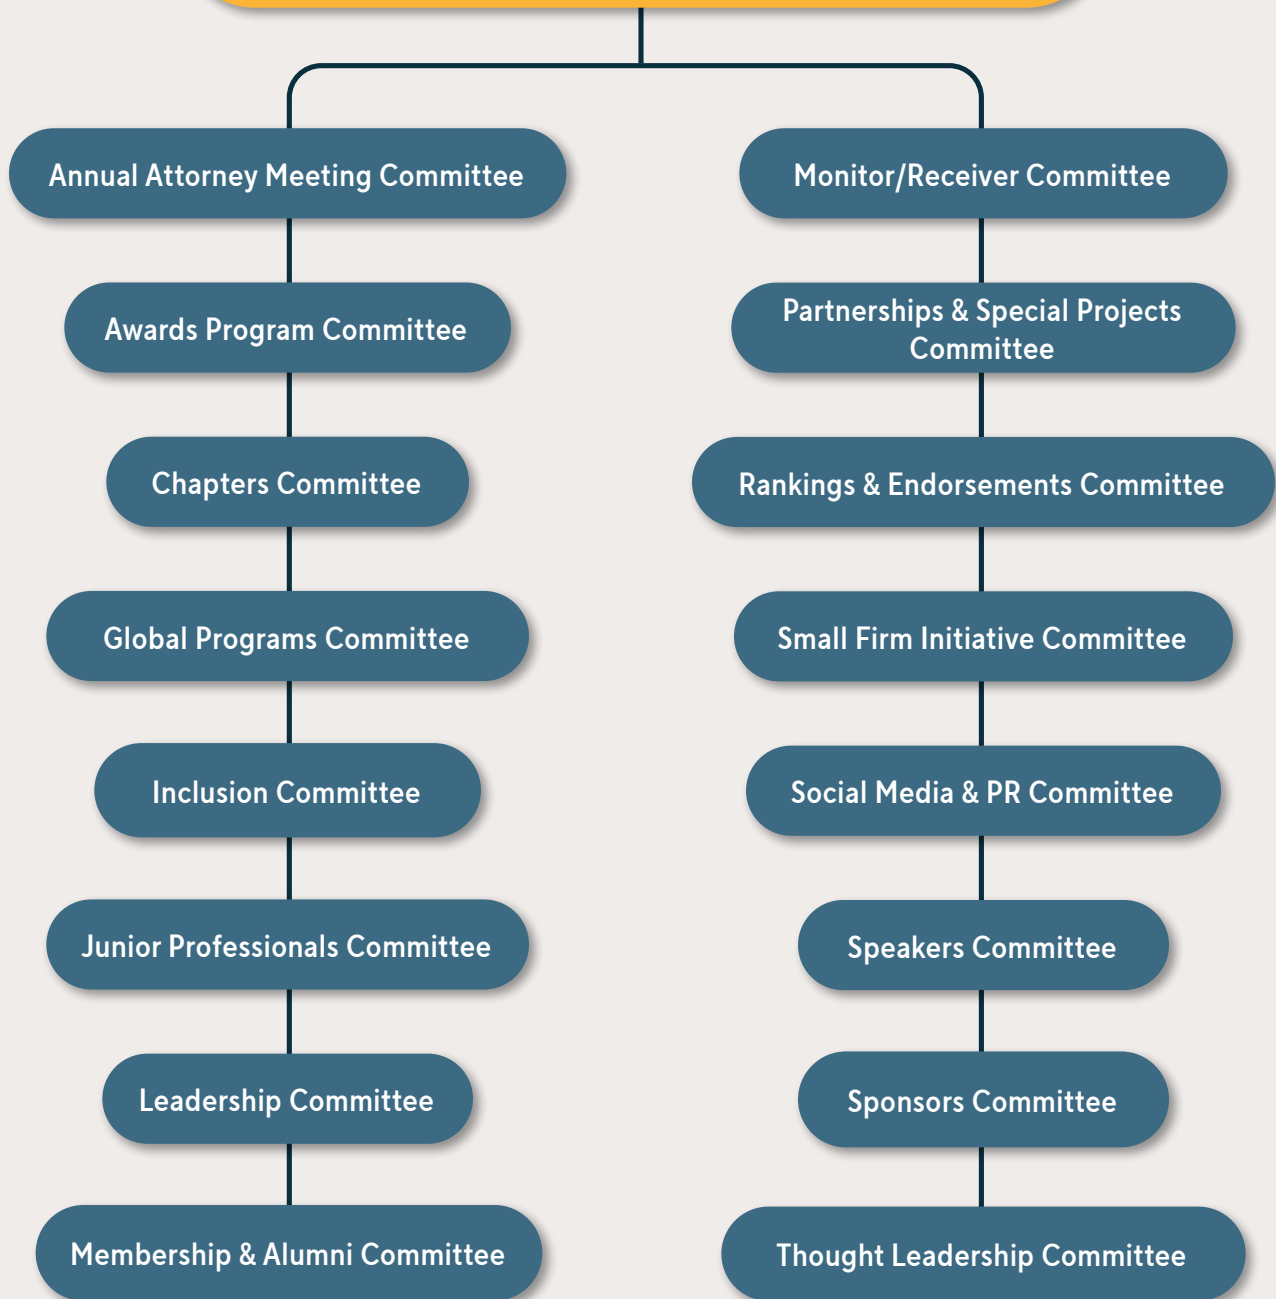 Annual Attorney Meeting Committee
Awards Program Committee
Chapters Committee
Global Programs Committee
Inclusion Committee
Junior Professionals Committee
Leadership Committee
Membership & Alumni Committee
Monitor/Receiver Committee
Partnerships & Special Projects
Committee
Rankings & Endorsements Committee
Small Firm Initiative Committee
Social Media & PR Committee
Speakers Committee
Sponsors Committee
Thought Leadership Committee